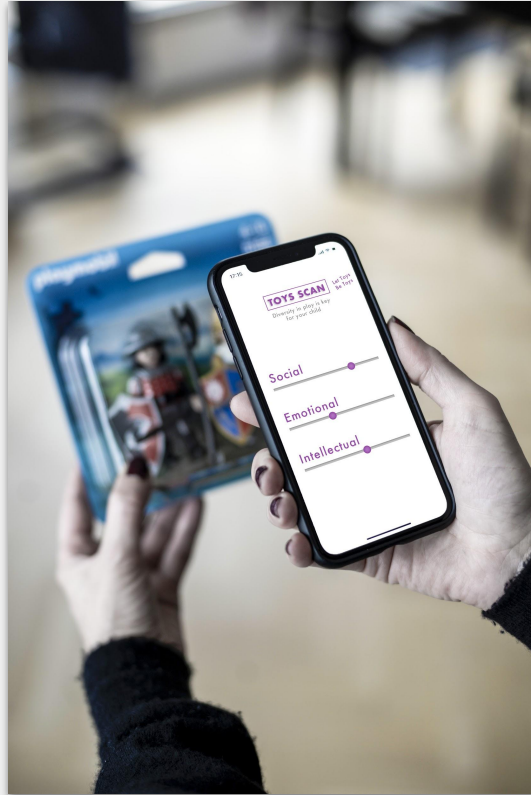 playmobil
17:15
TOYS SCAN
Let Toys
Be Toys
Diversity in play is key
for your child.
Social
Emotional
Intellectual